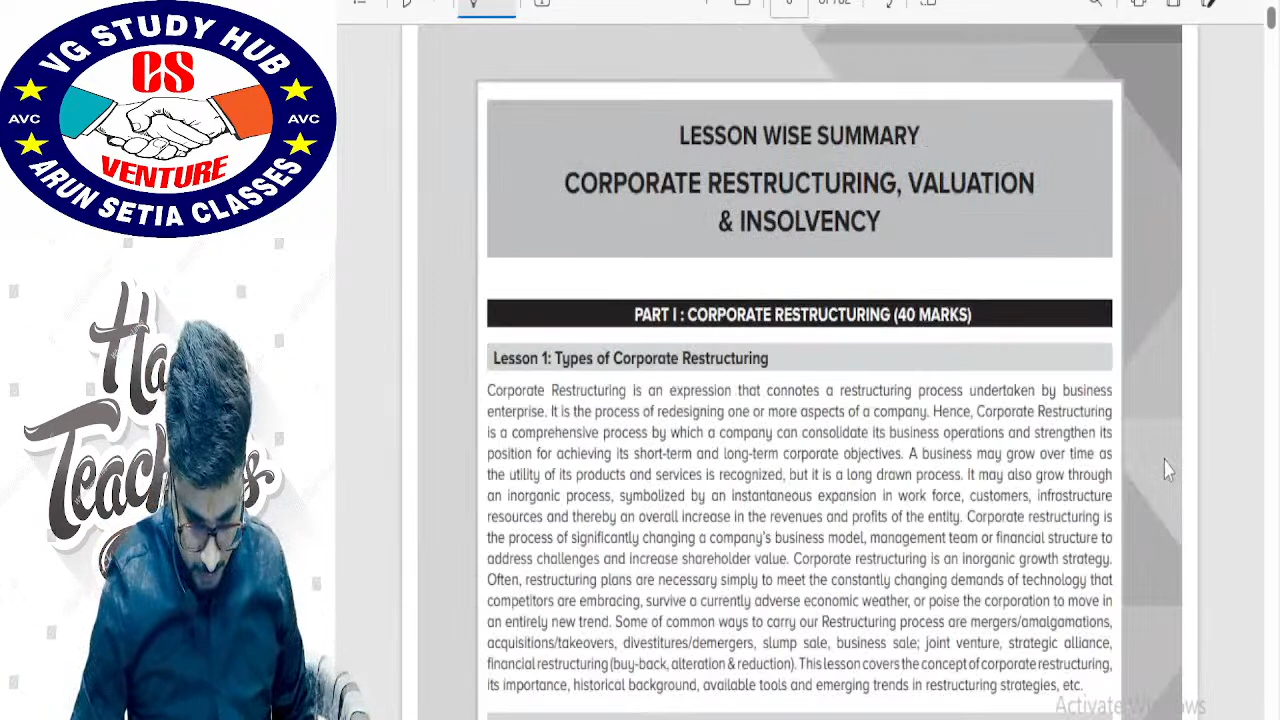 VG STUDY HUB
CS
AVC
AVC
VENTURE
ARUN SETIA CLASSES
LESSON WISE SUMMARY
CORPORATE RESTRUCTURING, VALUATION
& INSOLVENCY
PART I : CORPORATE RESTRUCTURING (40 MARKS)
Lesson 1: Types of Corporate Restructuring
Corporate Restructuring is an expression that connotes a restructuring process undertaken by business
enterprise. It is the process of redesigning one or more aspects of a company. Hence, Corporate Restructuring
is a comprehensive process by which a company can consolidate its business operations and strengthen its
position for achieving its short-term and long-term corporate objectives. A business may grow over time as
the utility of its products and services is recognized, but it is a long drawn process. It may also grow through
an inorganic process, symbolized by an instantaneous expansion in work force, customers, infrastructure
resources and thereby an overall increase in the revenues and profits of the entity. Corporate restructuring is
the process of significantly changing a company's business model, management team or financial structure to
address challenges and increase shareholder value. Corporate restructuring is an inorganic growth strategy.
Often, restructuring plans are necessary simply to meet the constantly changing demands of technology that
competitors are embracing, survive a currently adverse economic weather, or poise the corporation to move in
an entirely new trend. Some of common ways to carry our Restructuring process are mergers/amalgamations,
acquisitions/takeovers, divestitures/demergers, slump sale, business sale; joint venture, strategic alliance,
financial restructuring (buy-back, alteration & reduction). This lesson covers the concept of corporate restructuring,
its importance, historical background, available tools and emerging trends in restructuring strategies, etc.
Activate Windows